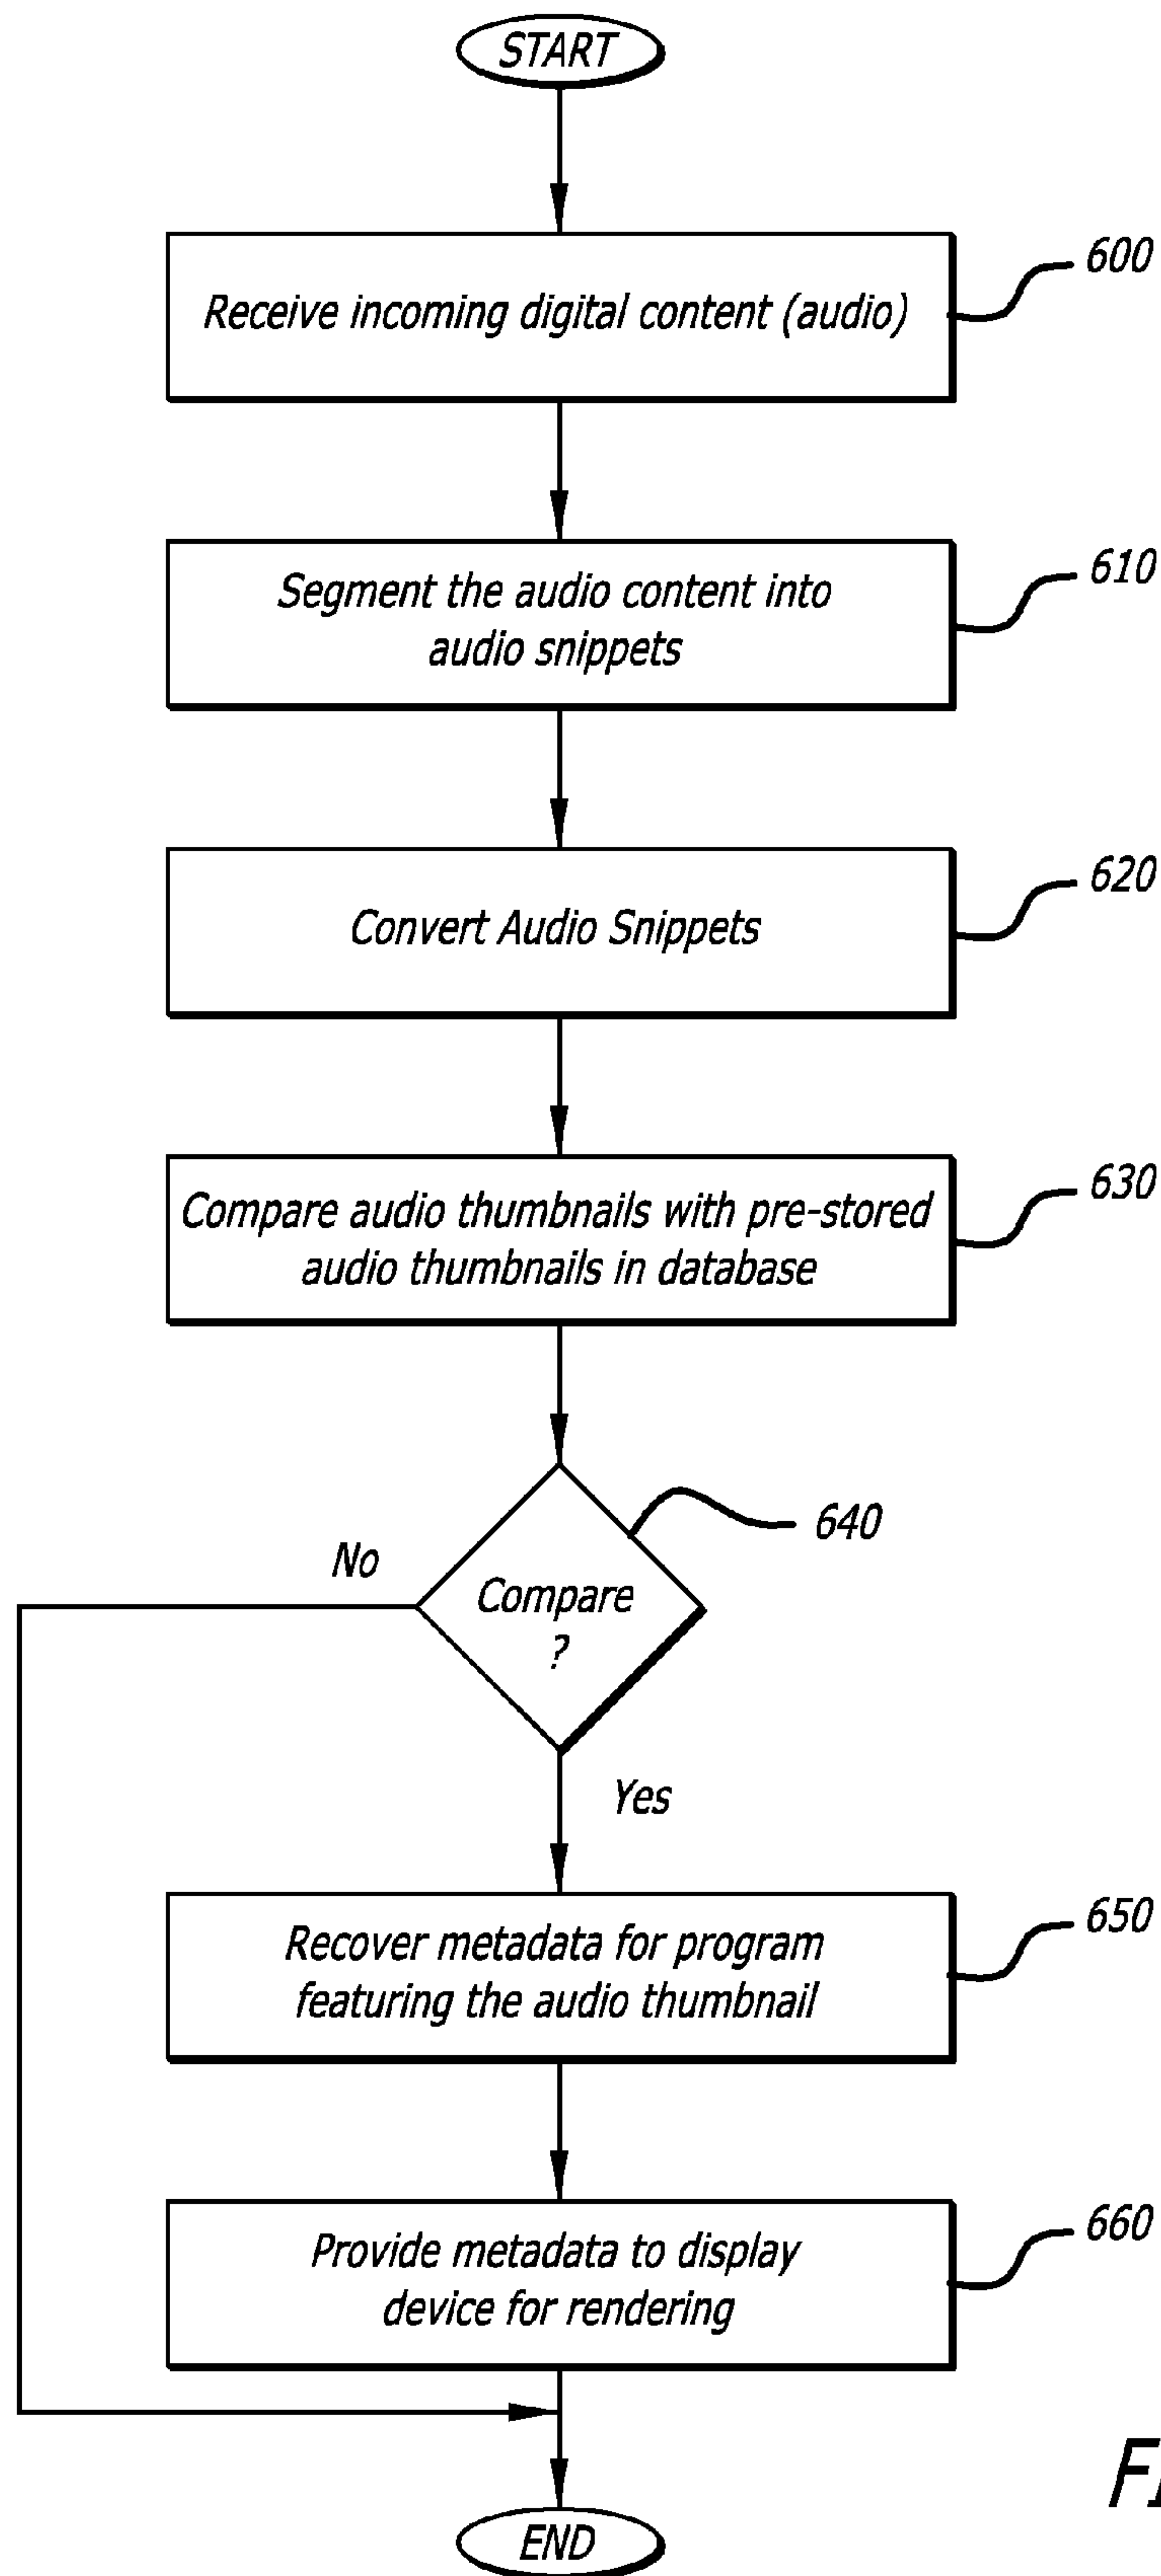 START
Receive incoming digital content (audio)
600
Segment the audio content into
audio snippets
610
Convert Audio Snippets
620
Compare audio thumbnails with pre-stored
audio thumbnails in database
630
640
No
Compare
?
Yes
Recover metadata for program
featuring the audio thumbnail
650
Provide metadata to display
device for rendering
660
END